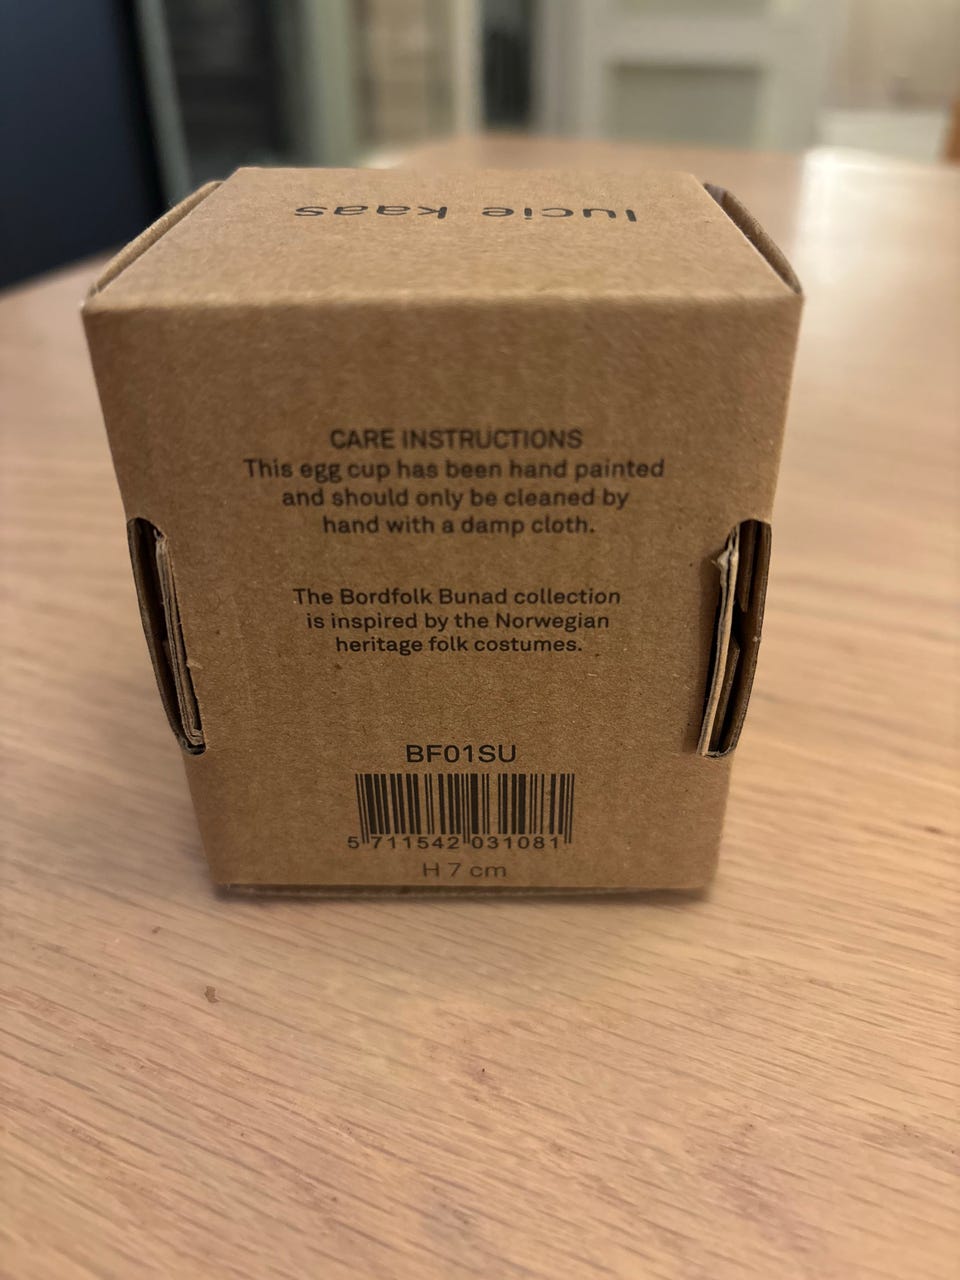 lucie kaas
CARE INSTRUCTIONS
This egg cup has been hand painted
and should only be cleaned by
hand with a damp cloth.
The Bordfolk Bunad collection
is inspired by the Norwegian
heritage folk costumes.
BF01SU
5 711542 031081
H 7 cm